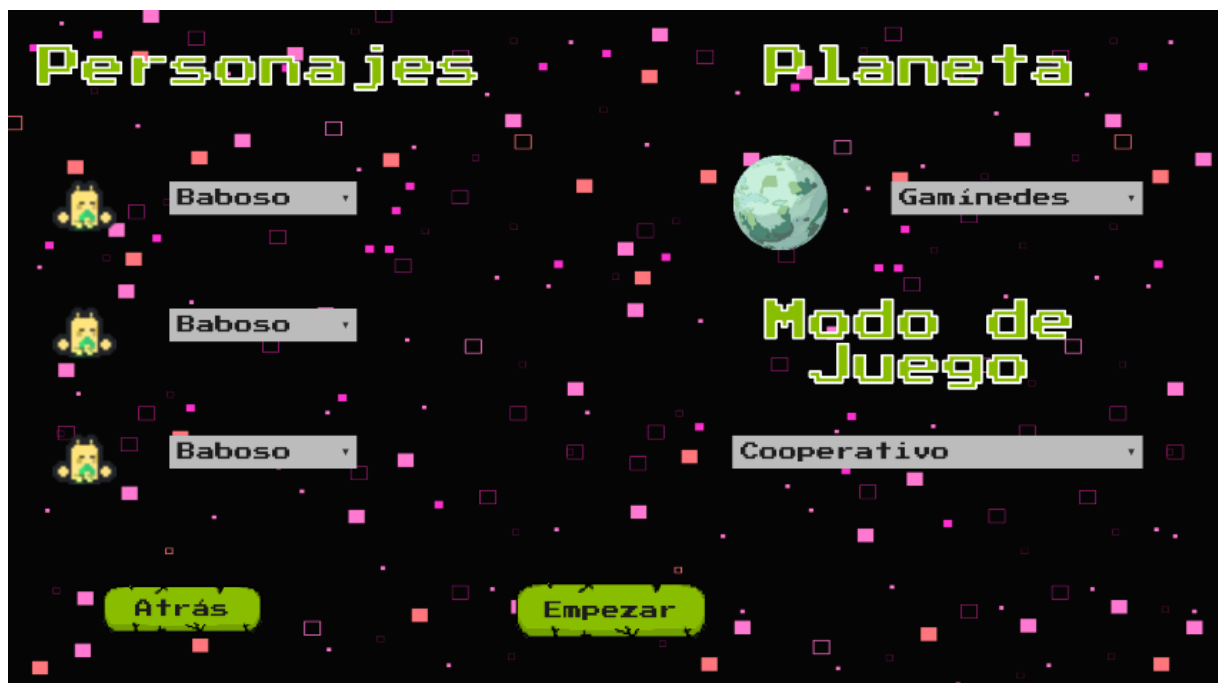 Personajes
Planeta
Baboso
Gamínedes
Baboso
Modo de
Juego
Baboso
Cooperativo
Atrás
Empezar